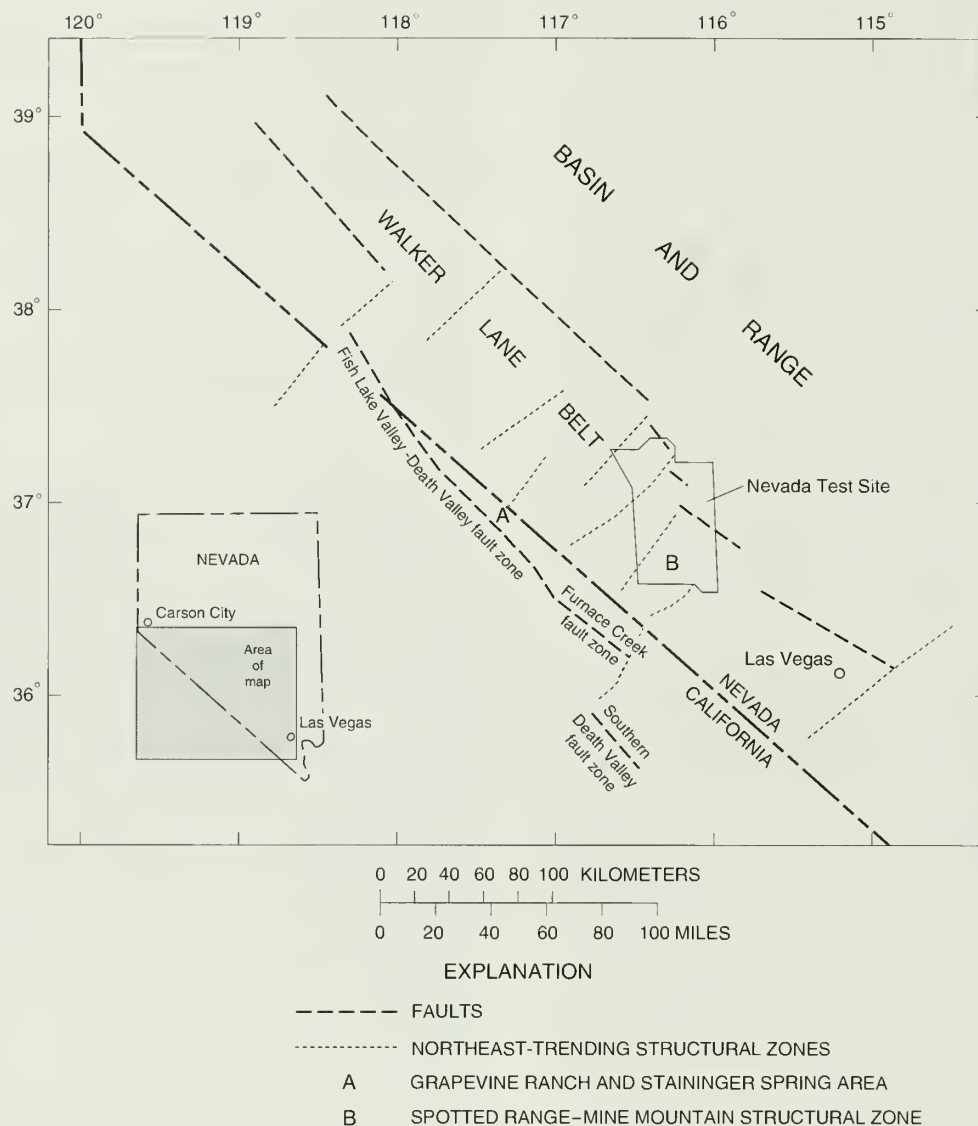 120°
119°
118°
117°
116°
115°
39°
38°
37°
36°
BASIN
AND
RANGE
WALKER
LANE
BELT
Fish Lake Valley-Death Valley fault zone
A
B
Nevada Test Site
Furnace Creek
fault zone
Southern
Death Valley
fault zone
Las Vegas
NEVADA
CALIFORNIA
NEVADA
Carson City
Area
of
map
Las Vegas
0 20 40 60 80 100 KILOMETERS
0 20 40 60 80 100 MILES
EXPLANATION
FAULTS
NORTHEAST-TRENDING STRUCTURAL ZONES
A GRAPEVINE RANCH AND STAININGER SPRING AREA
B SPOTTED RANGE–MINE MOUNTAIN STRUCTURAL ZONE